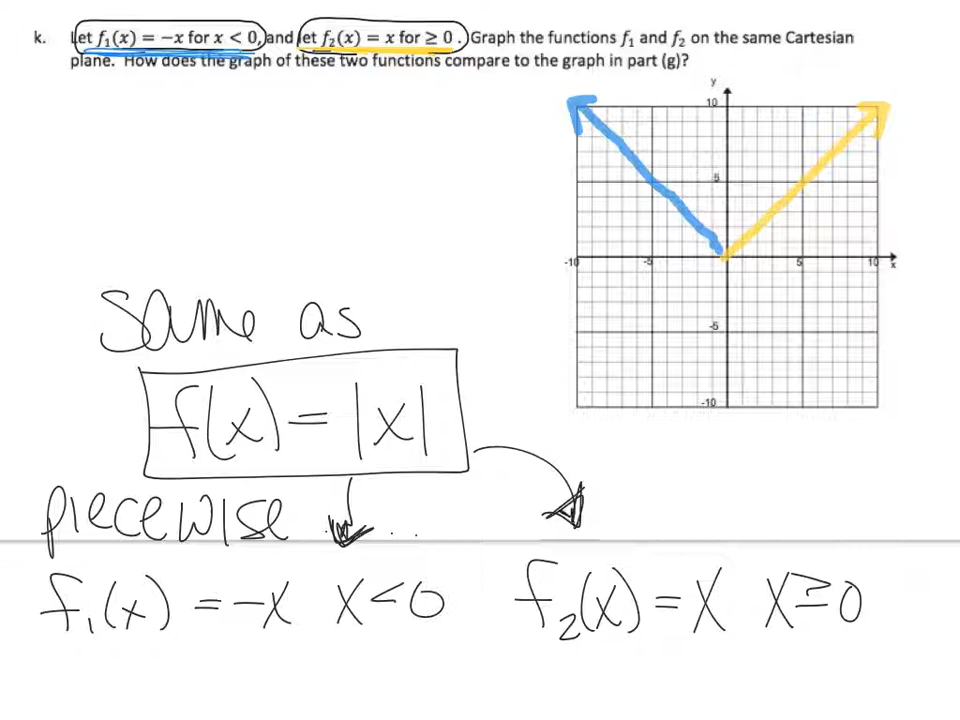 k. Let f₁(x) = −x for x < 0, and let f₂(x) = x for ≥ 0 . Graph the functions f₁ and f₂ on the same Cartesian
plane. How does the graph of these two functions compare to the graph in part (g)?
y
10
5
-10 -5 5 10 x
-5
-10
same as
f(x) = |x|
piecewise ...
f₁(x) = -x x<0 f₂(x) = x x≥0